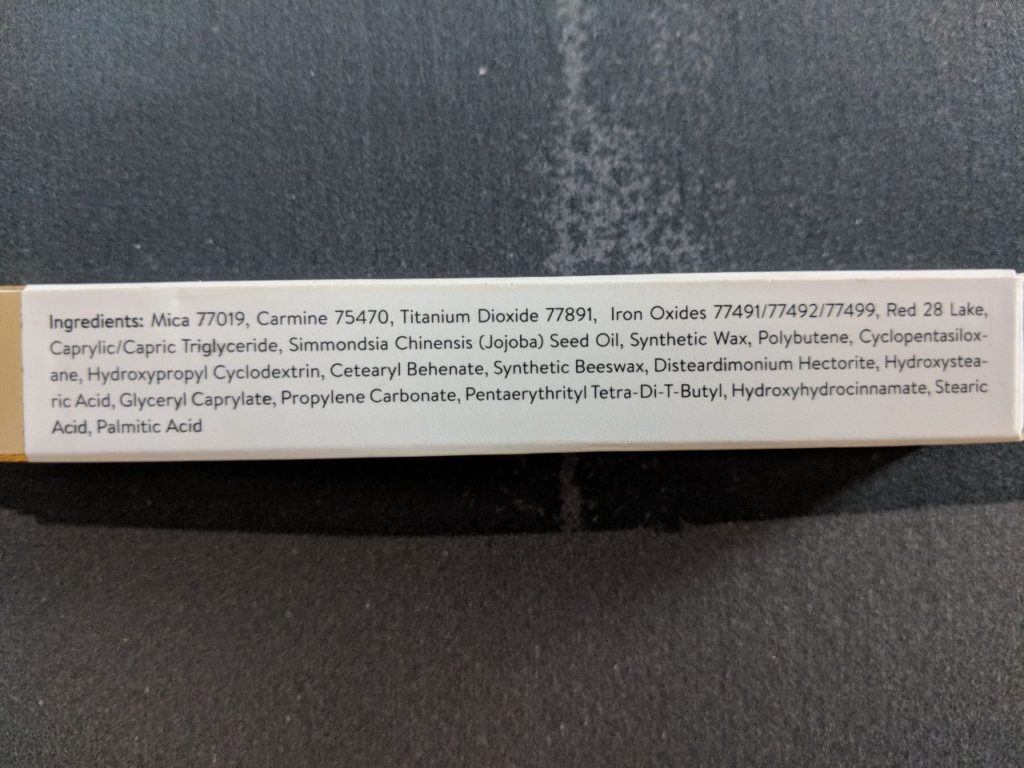 Ingredients: Mica 77019, Carmine 75470, Titanium Dioxide 77891, Iron Oxides 77491/77492/77499, Red 28 Lake,
Caprylic/Capric Triglyceride, Simmondsia Chinensis (Jojoba) Seed Oil, Synthetic Wax, Polybutene, Cyclopentasilox-
ane, Hydroxypropyl Cyclodextrin, Cetearyl Behenate, Synthetic Beeswax, Disteardimonium Hectorite, Hydroxystea-
ric Acid, Glyceryl Caprylate, Propylene Carbonate, Pentaerythrityl Tetra-Di-T-Butyl, Hydroxyhydrocinnamate, Stearic
Acid, Palmitic Acid